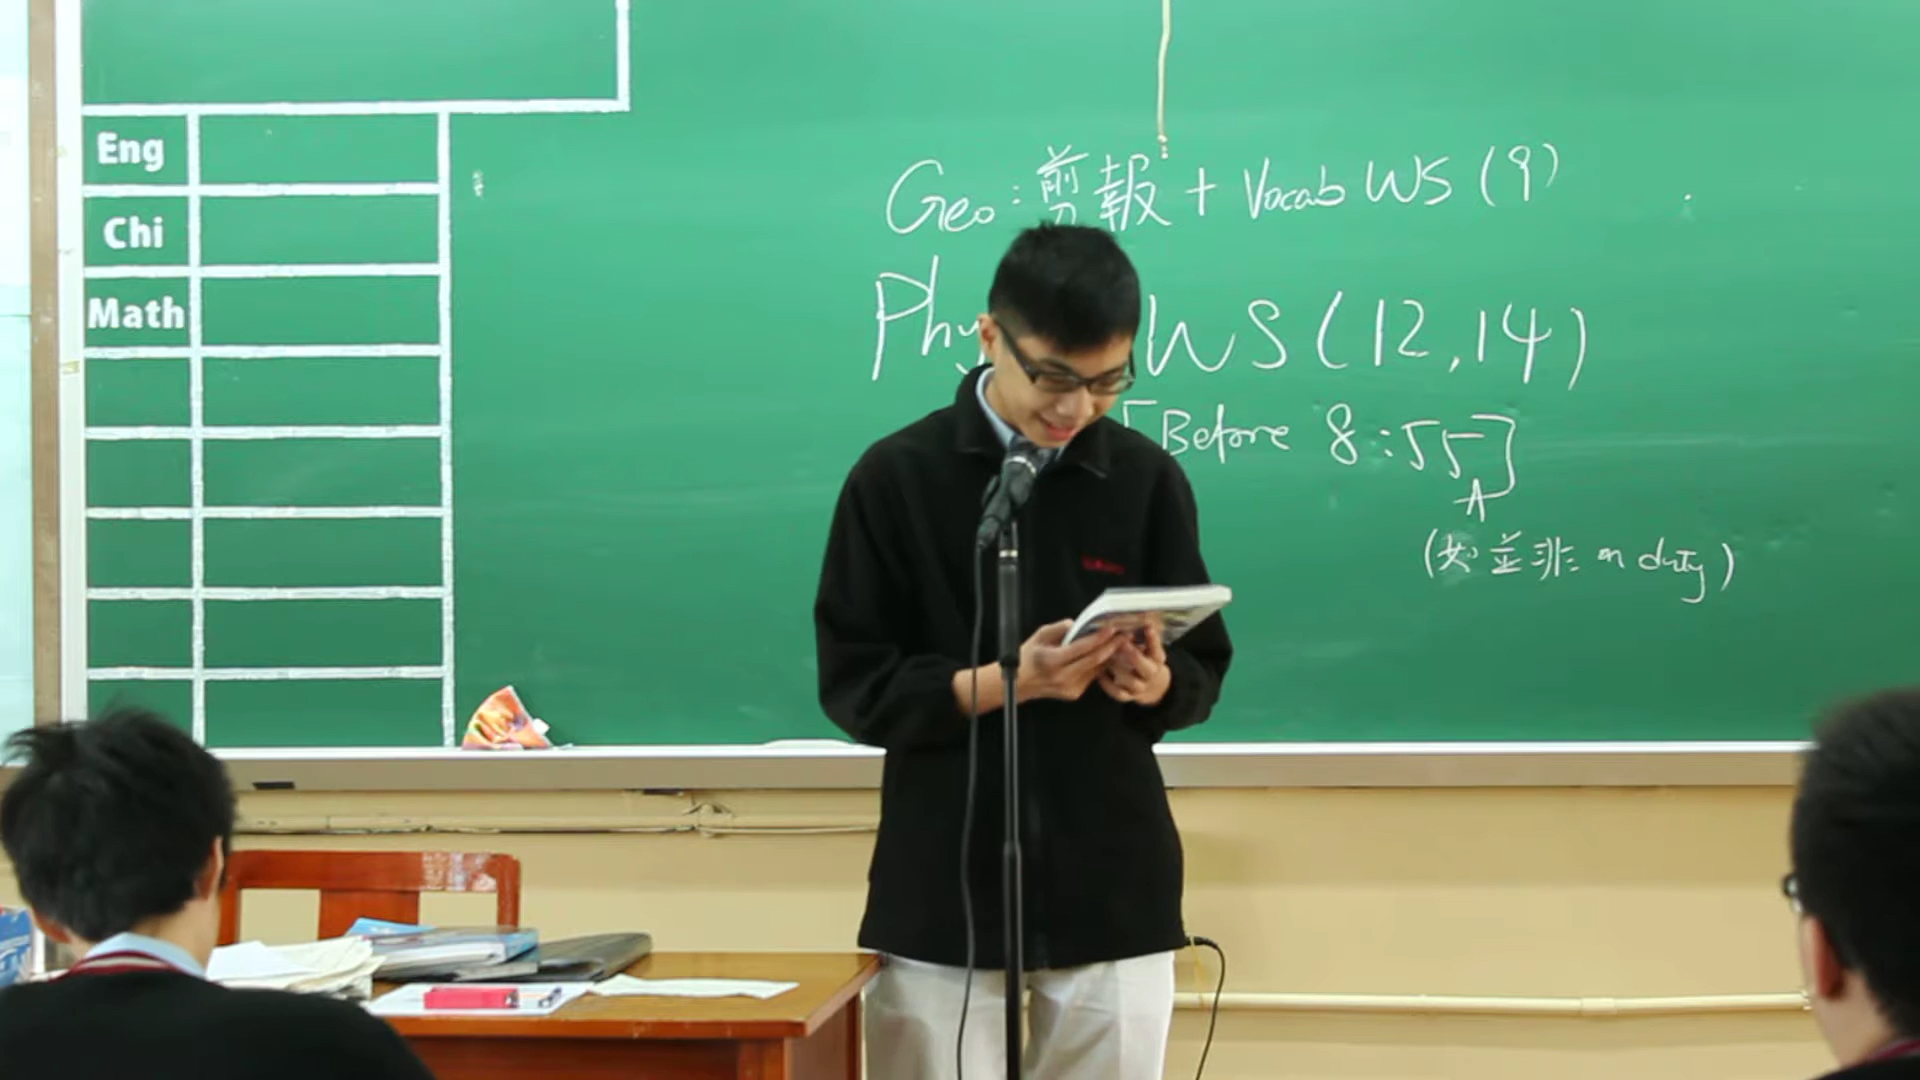 Eng
Chi
Math
Geo: 剪報 + Vocab WS (9)
Phy WS (12,14)
[Before 8:55]
(如並非 on duty)